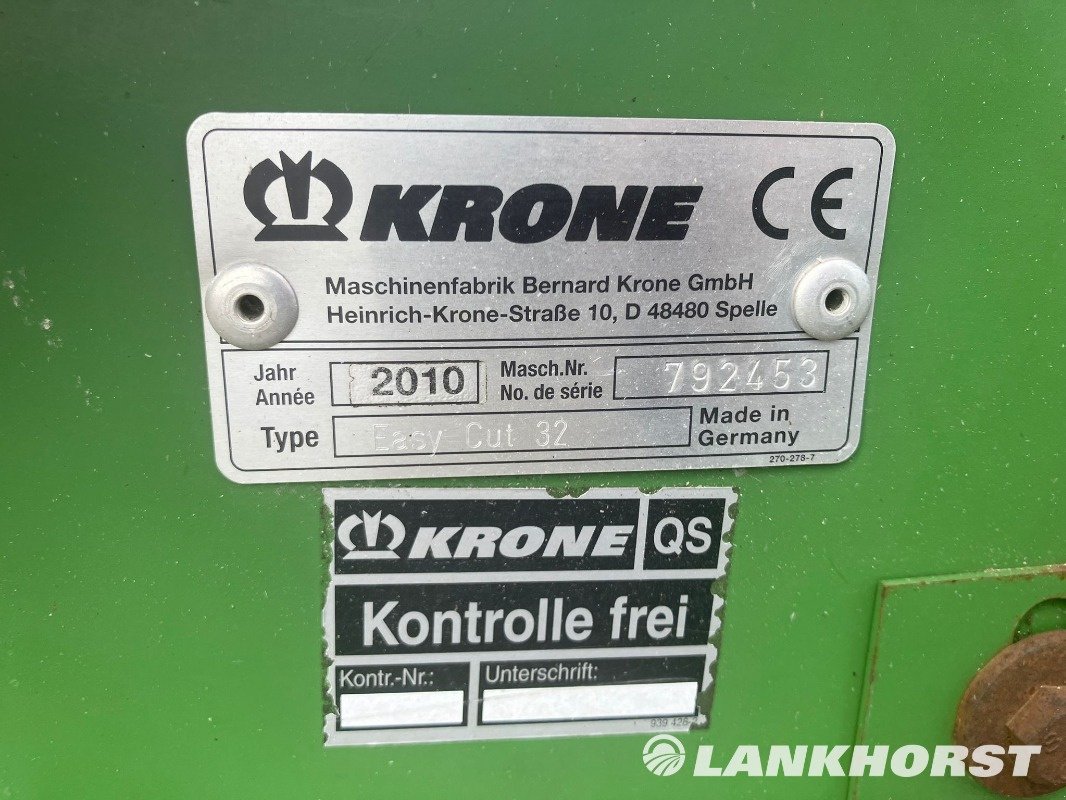 KRONE CE
Maschinenfabrik Bernard Krone GmbH
Heinrich-Krone-Straße 10, D 48480 Spelle
Jahr
Année
2010
Masch.Nr.
No. de série
792453
Type
Easy Cut 32
Made in
Germany
270-278-7
KRONE QS
Kontrolle frei
Kontr.-Nr.: Unterschrift:
LANKHORST